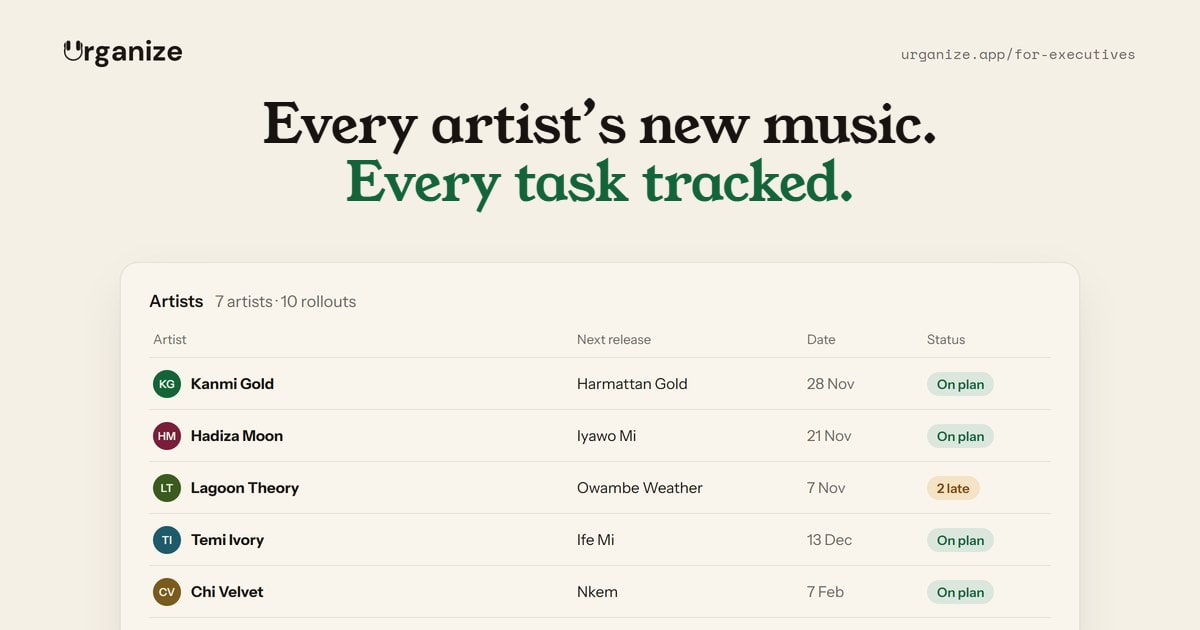 Urganize
urganize.app/for-executives
Every artist’s new music.
Every task tracked.
Artists 7 artists · 10 rollouts
Artist Next release Date Status
KG Kanmi Gold Harmattan Gold 28 Nov On plan
HM Hadiza Moon Iyawo Mi 21 Nov On plan
LT Lagoon Theory Owambe Weather 7 Nov 2 late
TI Temi Ivory Ife Mi 13 Dec On plan
CV Chi Velvet Nkem 7 Feb On plan